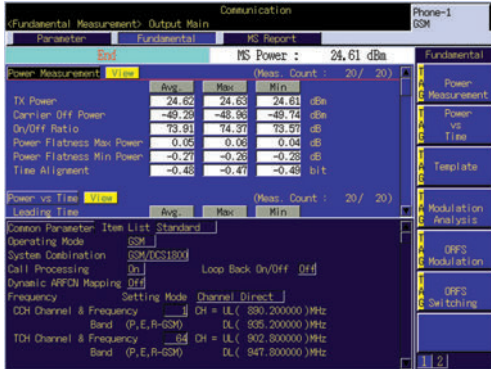 Communication
Phone-1
<Fundamental Measurement> Output Main
GSM
Parameter Fundamental MS Report
End MS Power : 24.61 dBm Fundamental
Power Measurement View (Meas. Count : 20/ 20)
Avg. Max Min
TX Power 24.62 24.63 24.61 dBm
Carrier Off Power -49.29 -48.96 -49.74 dBm
On/Off Ratio 73.91 74.37 73.57 dB
Power Flatness Max Power 0.05 0.06 0.04 dB
Power Flatness Min Power -0.27 -0.26 -0.28 dB
Time Alignment -0.48 -0.47 -0.49 bit
Power vs Time View (Meas. Count : 20/ 20)
Leading Time Avg. Max Min
Common Parameter Item List Standard
Operating Mode GSM
System Combination GSM/DCS1800
Call Processing On Loop Back On/Off Off
Dynamic ARFCN Mapping Off
Frequency Setting Mode Channel Direct
CCH Channel & Frequency 1 CH = UL( 890.200000)MHz
Band (P,E,R-GSM) DL( 935.200000)MHz
TCH Channel & Frequency 64 CH = UL( 902.800000)MHz
Band (P,E,R-GSM) DL( 947.800000)MHz
TAG
Power
Measurement
TAG
Power
vs
Time
TAG
Template
TAG
Modulation
Analysis
TAG
ORFS
Modulation
TAG
ORFS
Switching
1 2